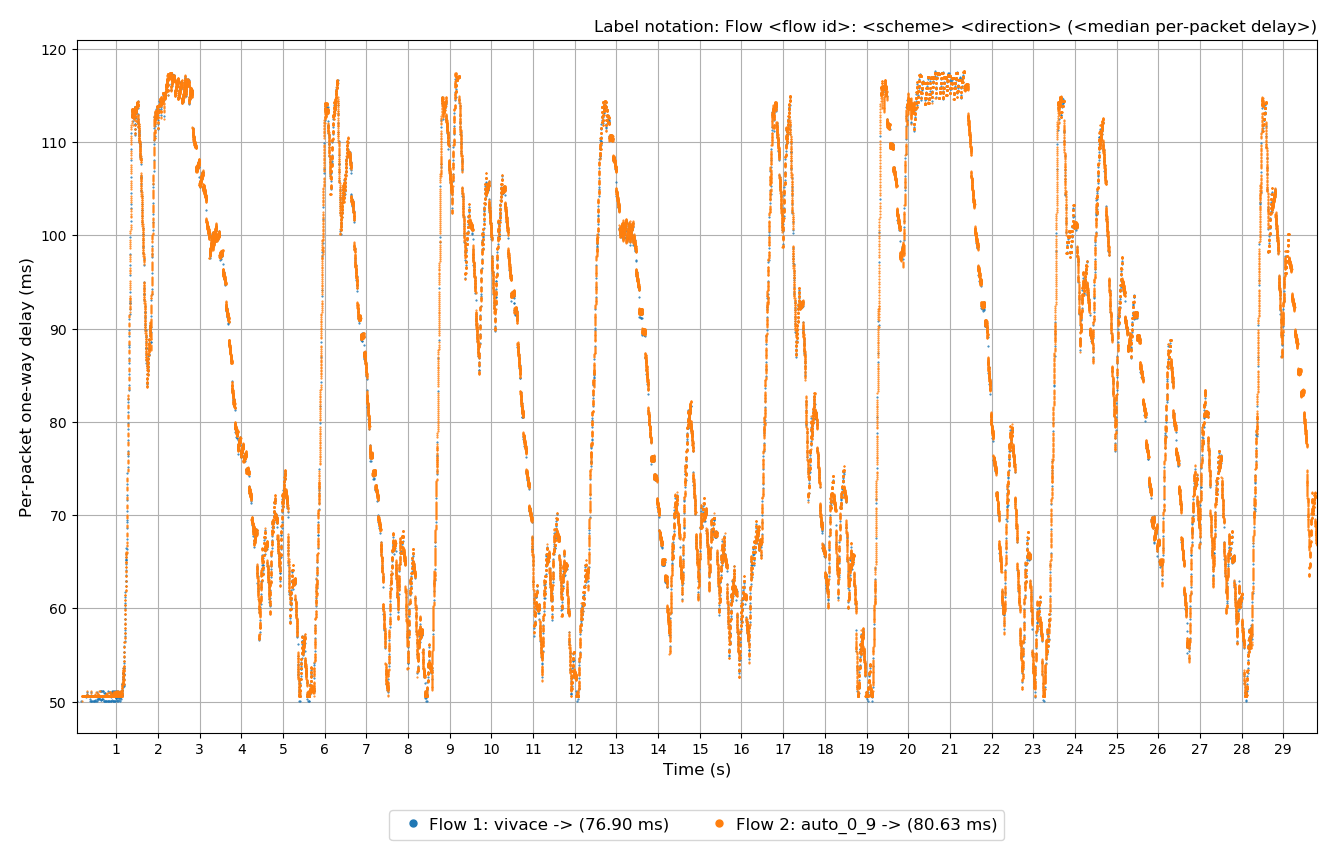 Label notation: Flow <flow id>: <scheme> <direction> (<median per-packet delay>)
Per-packet one-way delay (ms)
120
110
100
90
80
70
60
50
1 2 3 4 5 6 7 8 9 10 11 12 13 14 15 16 17 18 19 20 21 22 23 24 25 26 27 28 29
Time (s)
Flow 1: vivace -> (76.90 ms) Flow 2: auto_0_9 -> (80.63 ms)